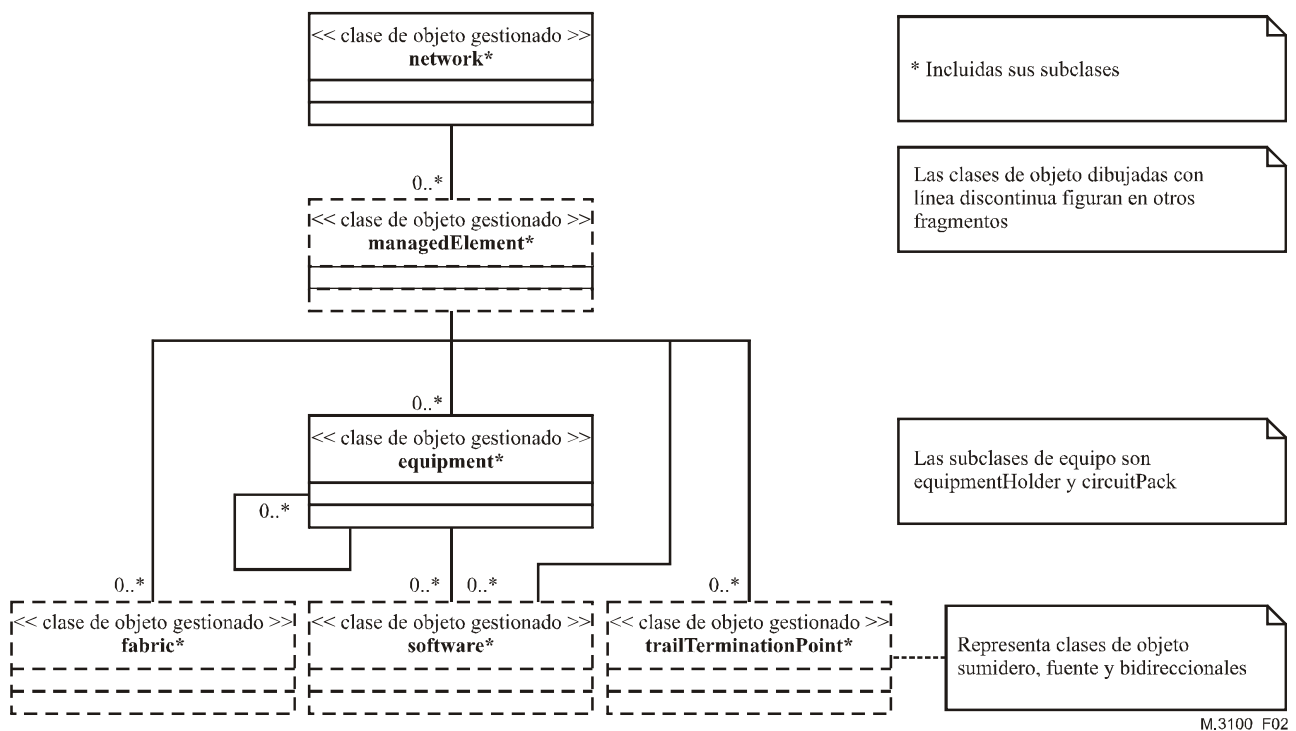 << clase de objeto gestionado >>
network*
* Incluidas sus subclases
0..*
Las clases de objeto dibujadas con
línea discontinua figuran en otros
fragmentos
<< clase de objeto gestionado >>
managedElement*
0..*
<< clase de objeto gestionado >>
equipment*
Las subclases de equipo son
equipmentHolder y circuitPack
0..*
0..*
0..*
0..*
0..*
<< clase de objeto gestionado >>
fabric*
<< clase de objeto gestionado >>
software*
<< clase de objeto gestionado >>
trailTerminationPoint*
Representa clases de objeto
sumidero, fuente y bidireccionales
M.3100_F02